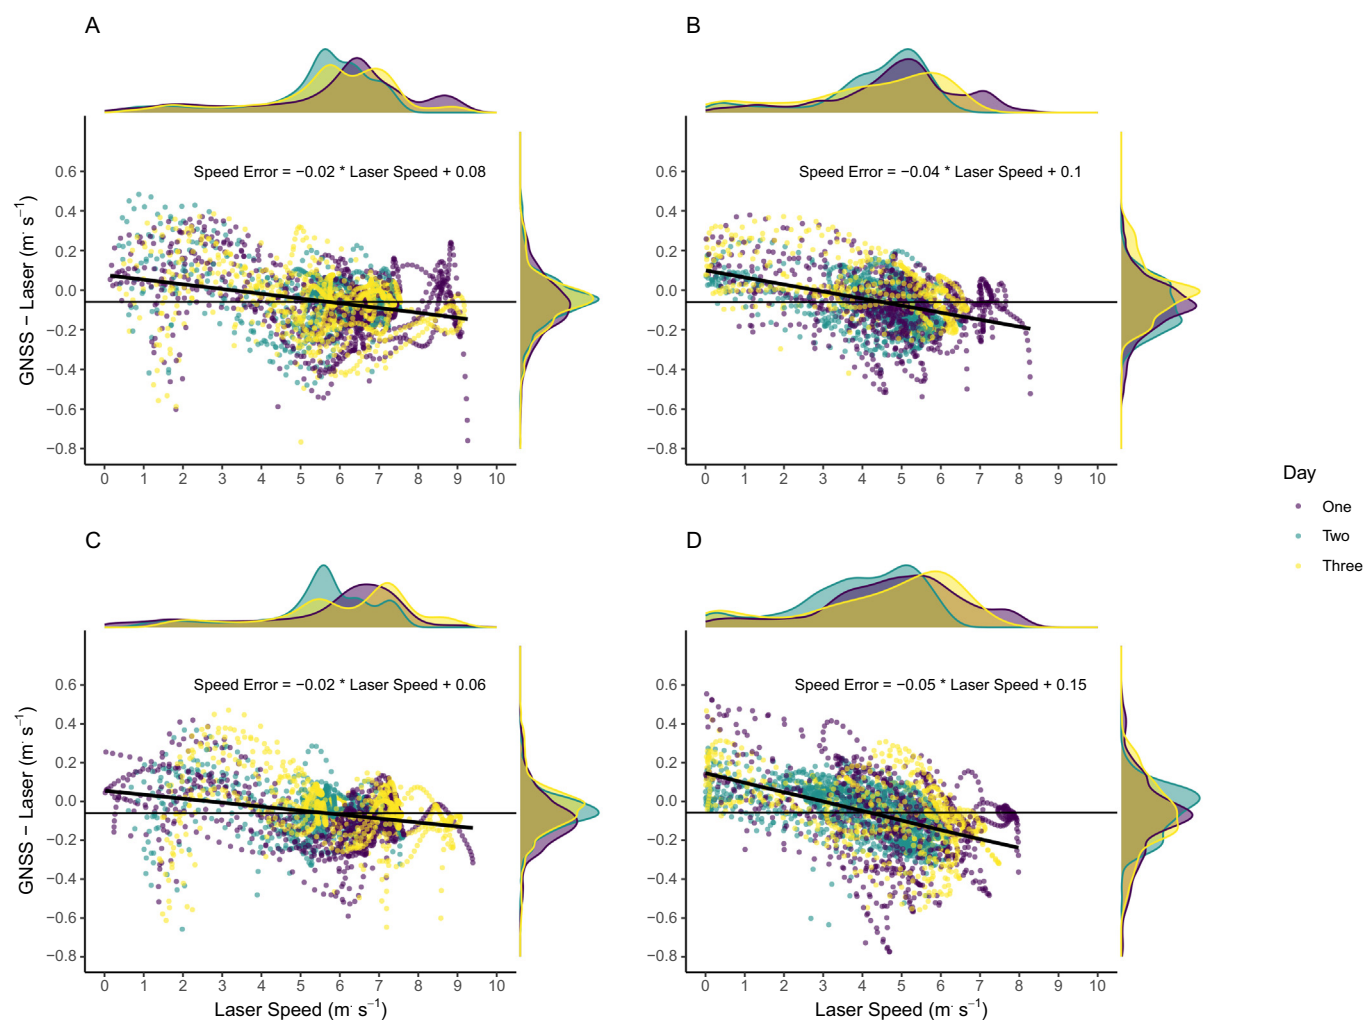 A
B
Speed Error = −0.02 * Laser Speed + 0.08
Speed Error = −0.04 * Laser Speed + 0.1
GNSS − Laser (m· s⁻¹)
0.6
0.4
0.2
0.0
−0.2
−0.4
−0.6
−0.8
0.6
0.4
0.2
0.0
−0.2
−0.4
−0.6
−0.8
0 1 2 3 4 5 6 7 8 9 10
0 1 2 3 4 5 6 7 8 9 10
Day
One
Two
Three
C
D
Speed Error = −0.02 * Laser Speed + 0.06
Speed Error = −0.05 * Laser Speed + 0.15
GNSS − Laser (m· s⁻¹)
0.6
0.4
0.2
0.0
−0.2
−0.4
−0.6
−0.8
0.6
0.4
0.2
0.0
−0.2
−0.4
−0.6
−0.8
0 1 2 3 4 5 6 7 8 9 10
0 1 2 3 4 5 6 7 8 9 10
Laser Speed (m· s⁻¹)
Laser Speed (m· s⁻¹)